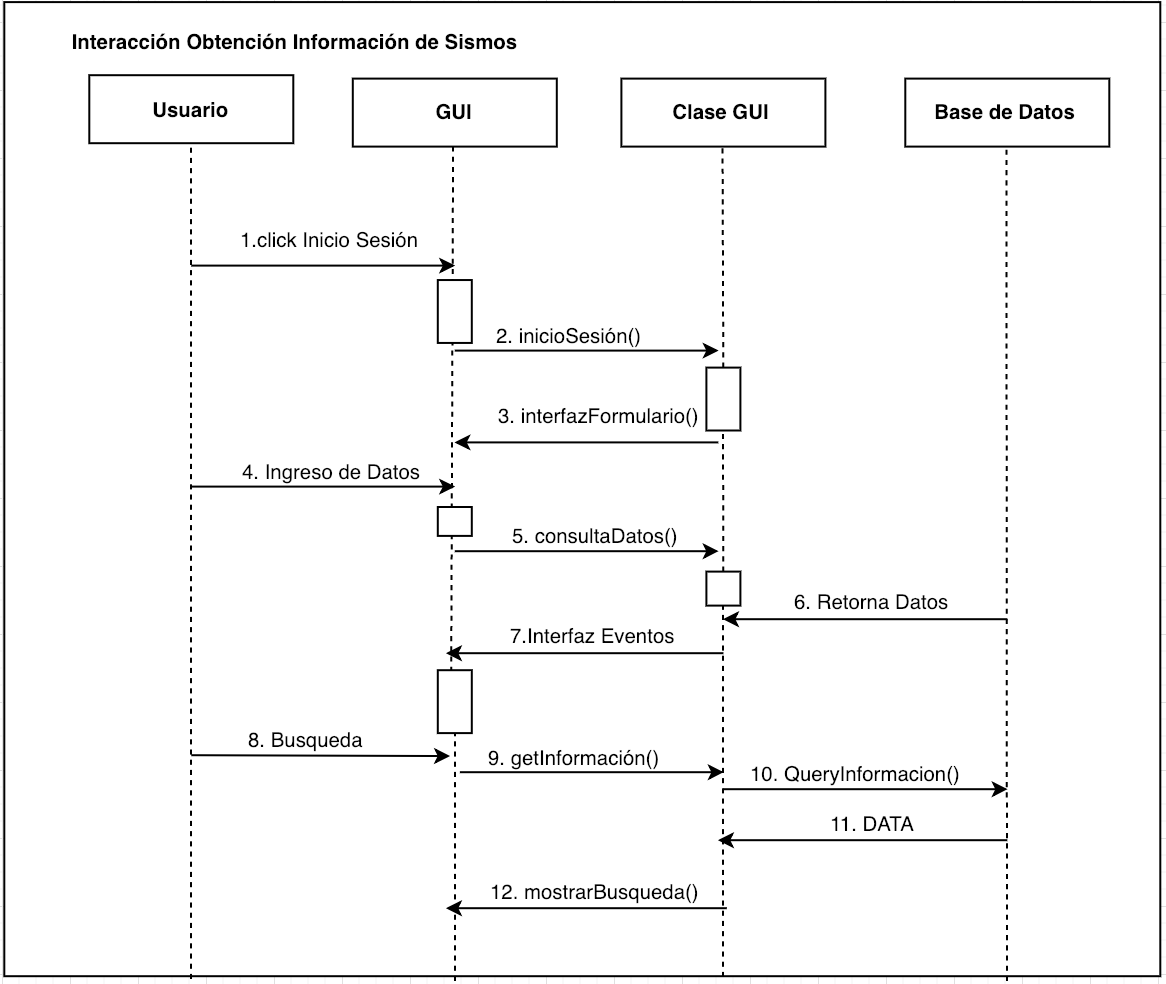 Interacción Obtención Información de Sismos
Usuario
GUI
Clase GUI
Base de Datos
1.click Inicio Sesión
2. inicioSesión()
3. interfazFormulario()
4. Ingreso de Datos
5. consultaDatos()
6. Retorna Datos
7.Interfaz Eventos
8. Busqueda
9. getInformación()
10. QueryInformacion()
11. DATA
12. mostrarBusqueda()